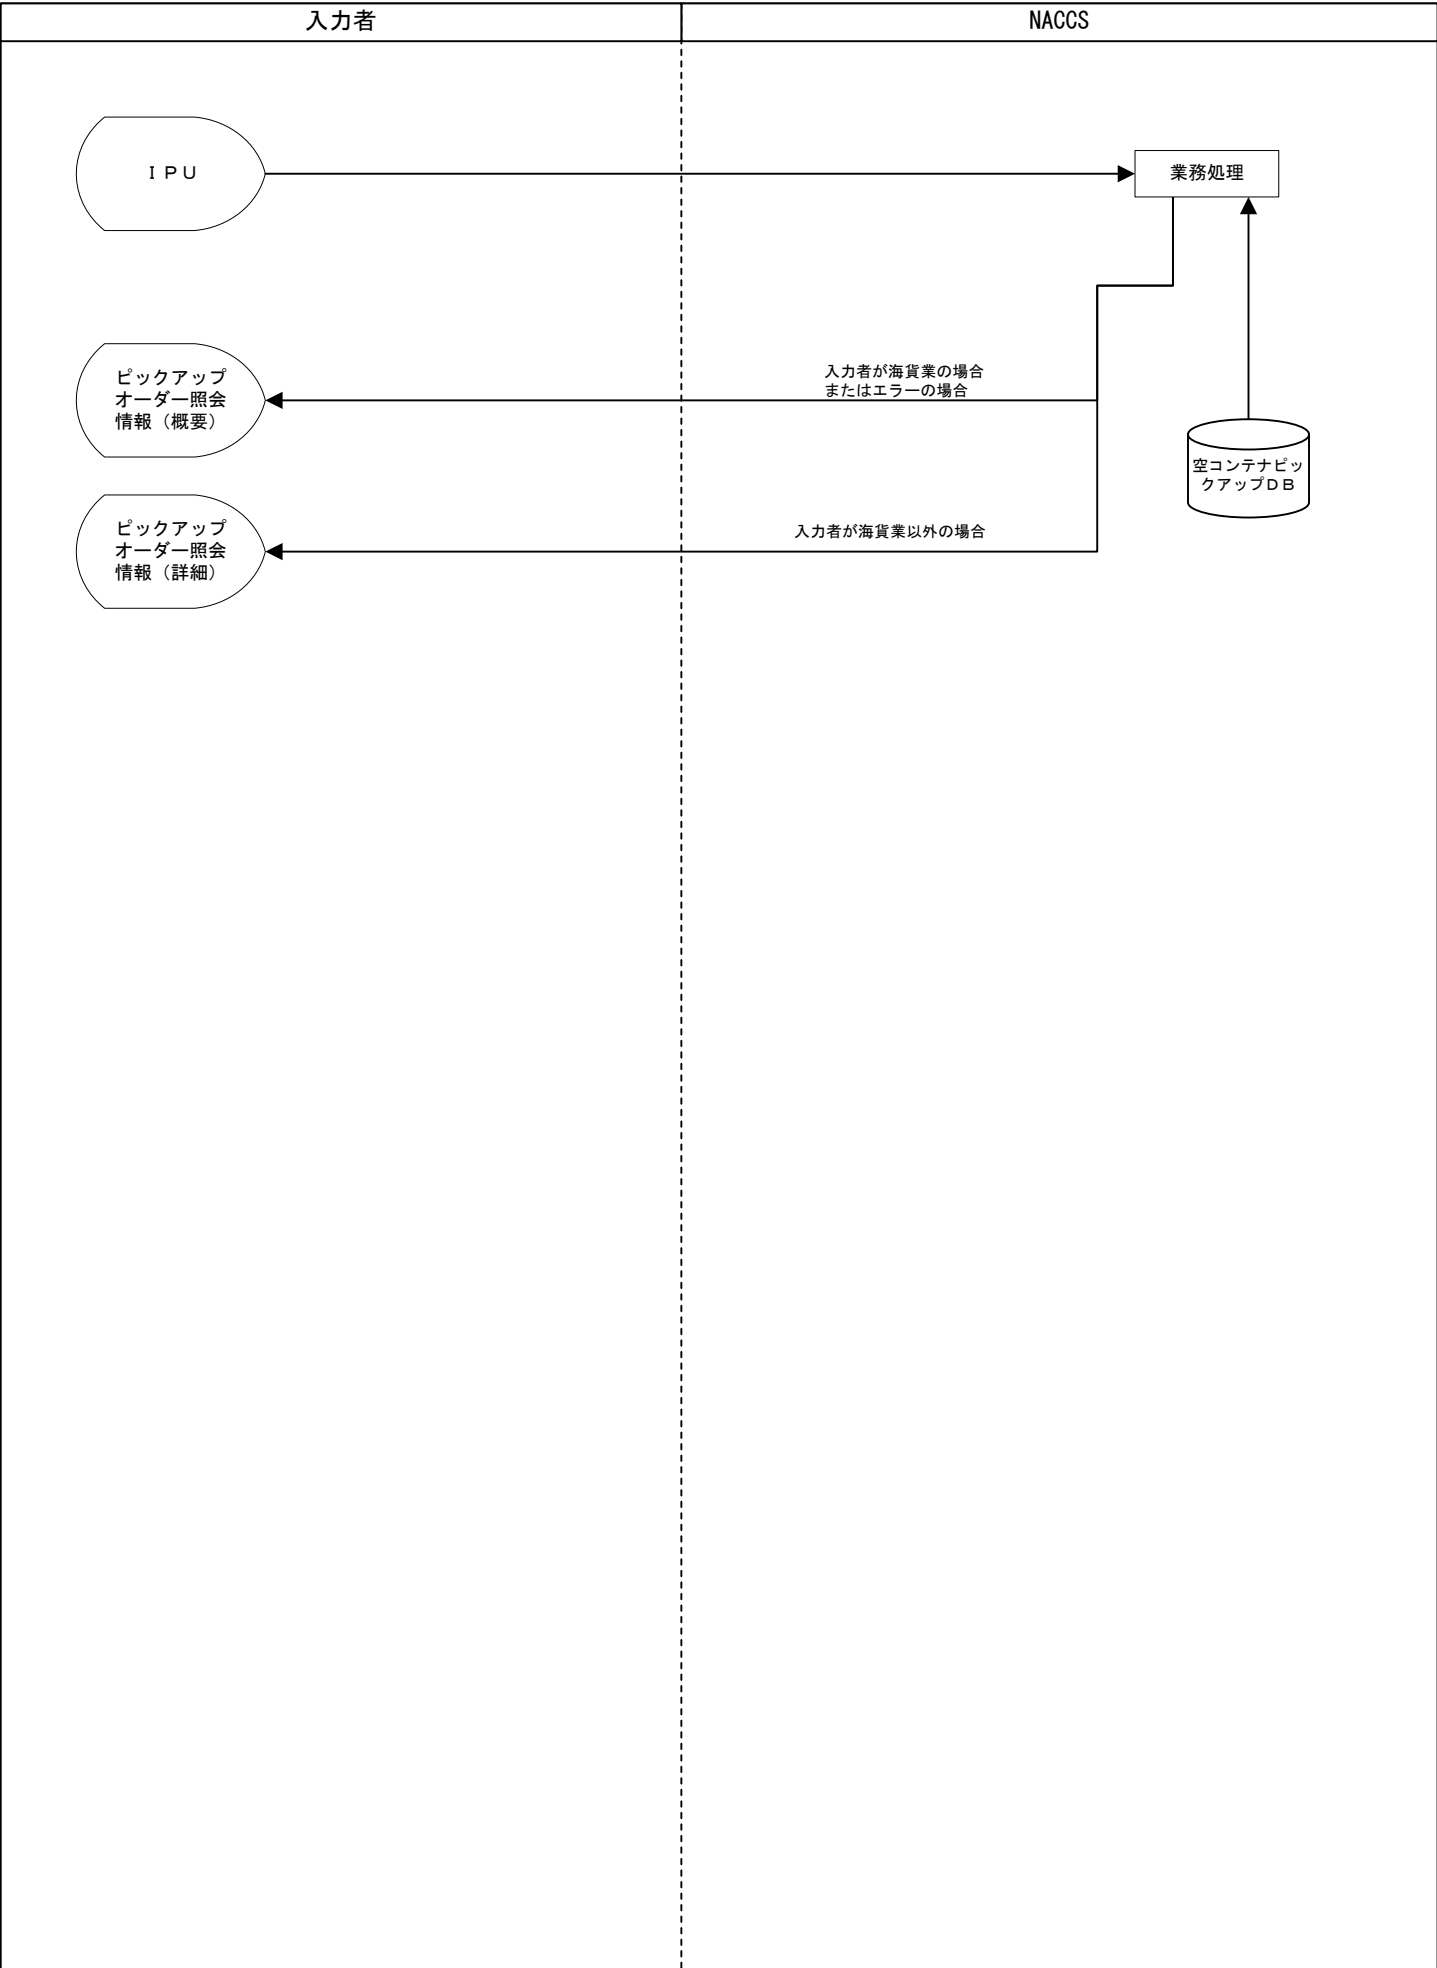 入力者
NACCS
ＩＰＵ
業務処理
ピックアップ
オーダー照会
情報（概要）
入力者が海貨業の場合
またはエラーの場合
空コンテナピッ
クアップＤＢ
ピックアップ
オーダー照会
情報（詳細）
入力者が海貨業以外の場合